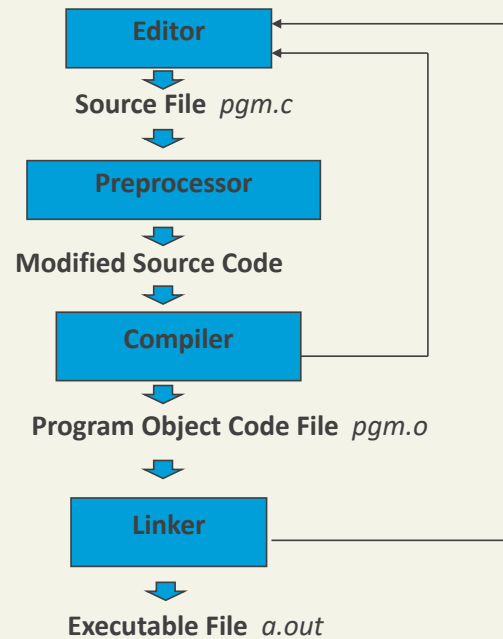 Editor
Source File pgm.c
Preprocessor
Modified Source Code
Compiler
Program Object Code File pgm.o
Linker
Executable File a.out